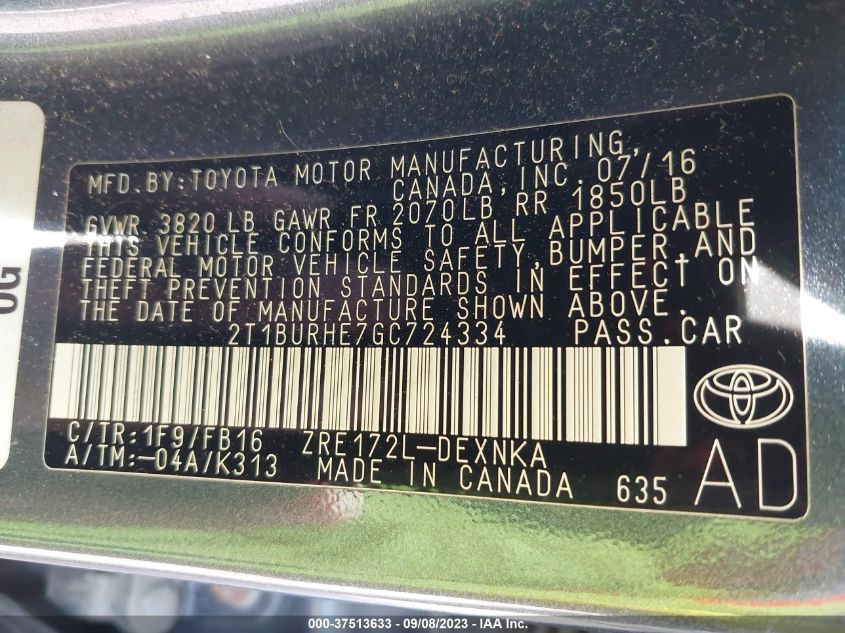 MFD.BY:TOYOTA MOTOR MANUFACTURING,
CANADA, INC. 07/16
GVWR 3820 LB GAWR FR 2070LB RR 1850LB
THIS VEHICLE CONFORMS TO ALL APPLICABLE
FEDERAL MOTOR VEHICLE SAFETY,BUMPER,AND
THEFT PREVENTION STANDARDS IN EFFECT ON
THE DATE OF MANUFACTURE SHOWN ABOVE.
2T1BURHE7GC724334 PASS.CAR
C/TR:1F9/FB16 ZRE172L-DEXNKA
A/TM:-04A/K313 MADE IN CANADA 635 AD
OG
000-37513633 - 09/08/2023 - IAA Inc.